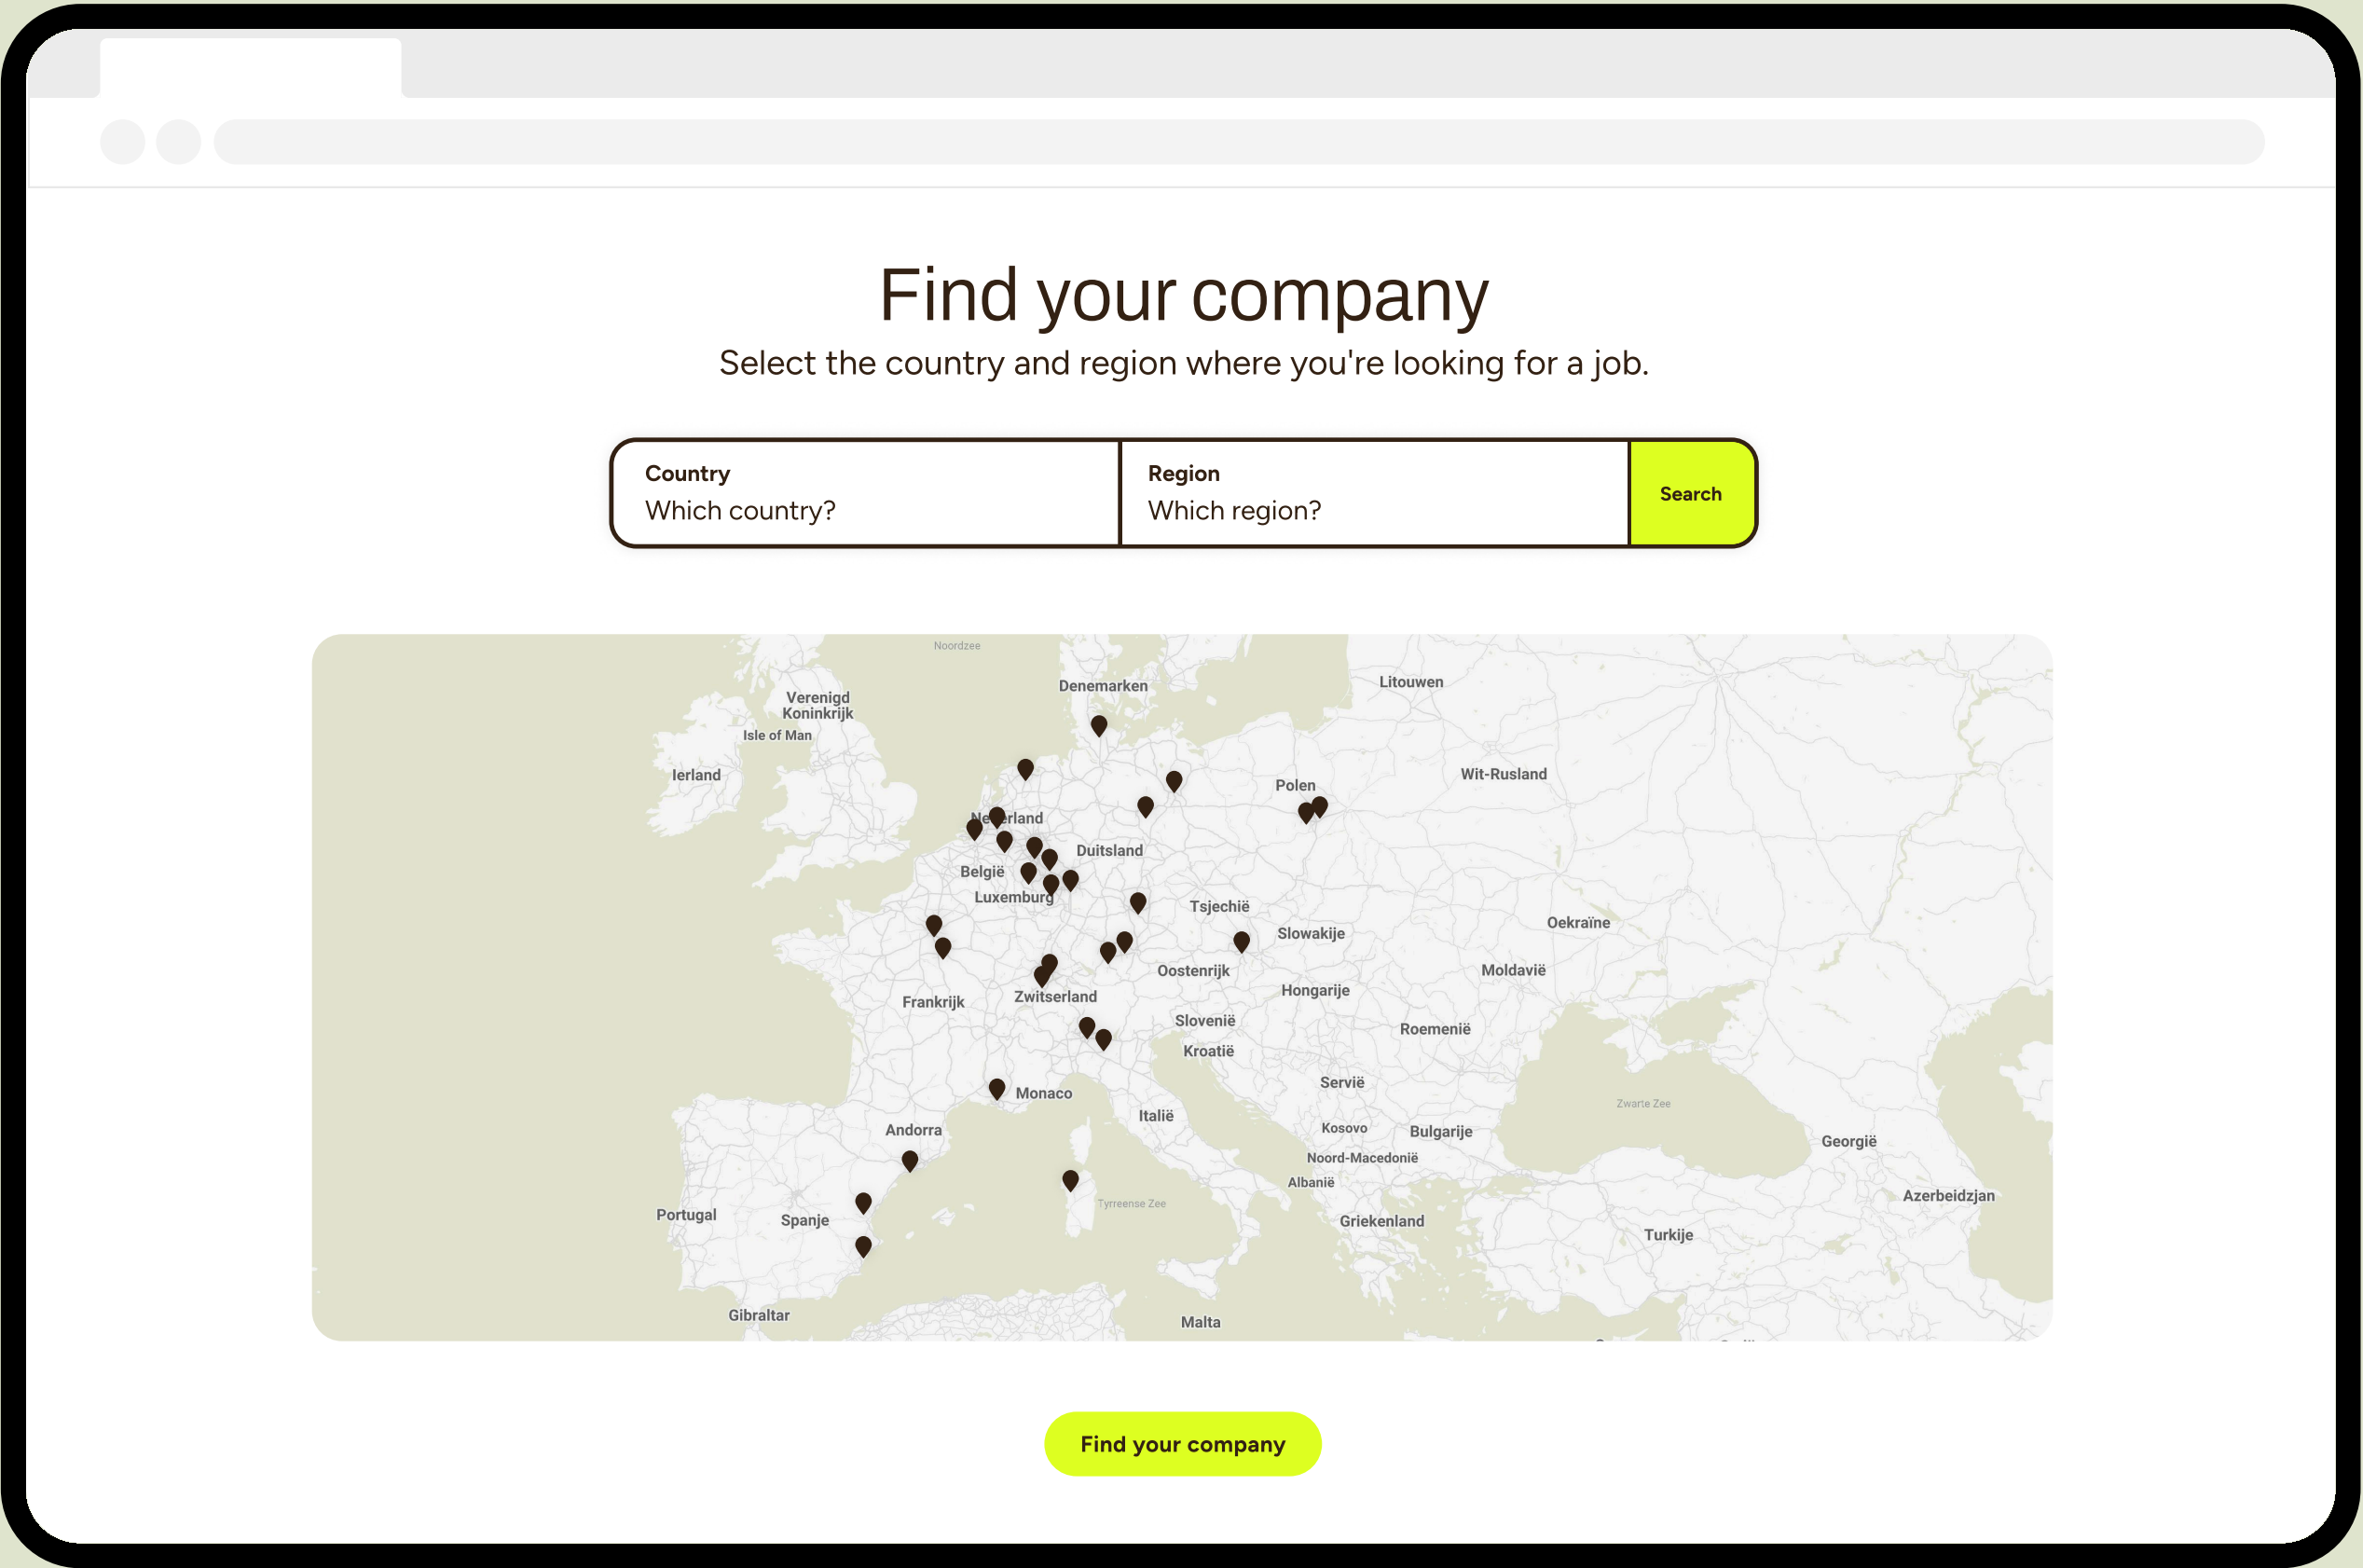 Find your company
Select the country and region where you're looking for a job.
Country
Region
Which country?
Which region?
Search
Noordzee
Denemarken
Litouwen
Verenigd
Koninkrijk
Isle of Man
Ierland
Wit-Rusland
Polen
Nederland
Duitsland
België
Luxemburg
Tsjechië
Oekraïne
Slowakije
Oostenrijk
Moldavië
Hongarije
Zwitserland
Frankrijk
Slovenië
Roemenië
Kroatië
Servië
Monaco
Zwarte Zee
Italië
Kosovo
Andorra
Bulgarije
Georgië
Noord-Macedonië
Albanië
Azerbeidzjan
Tyrreense Zee
Portugal
Spanje
Griekenland
Turkije
Gibraltar
Malta
Find your company